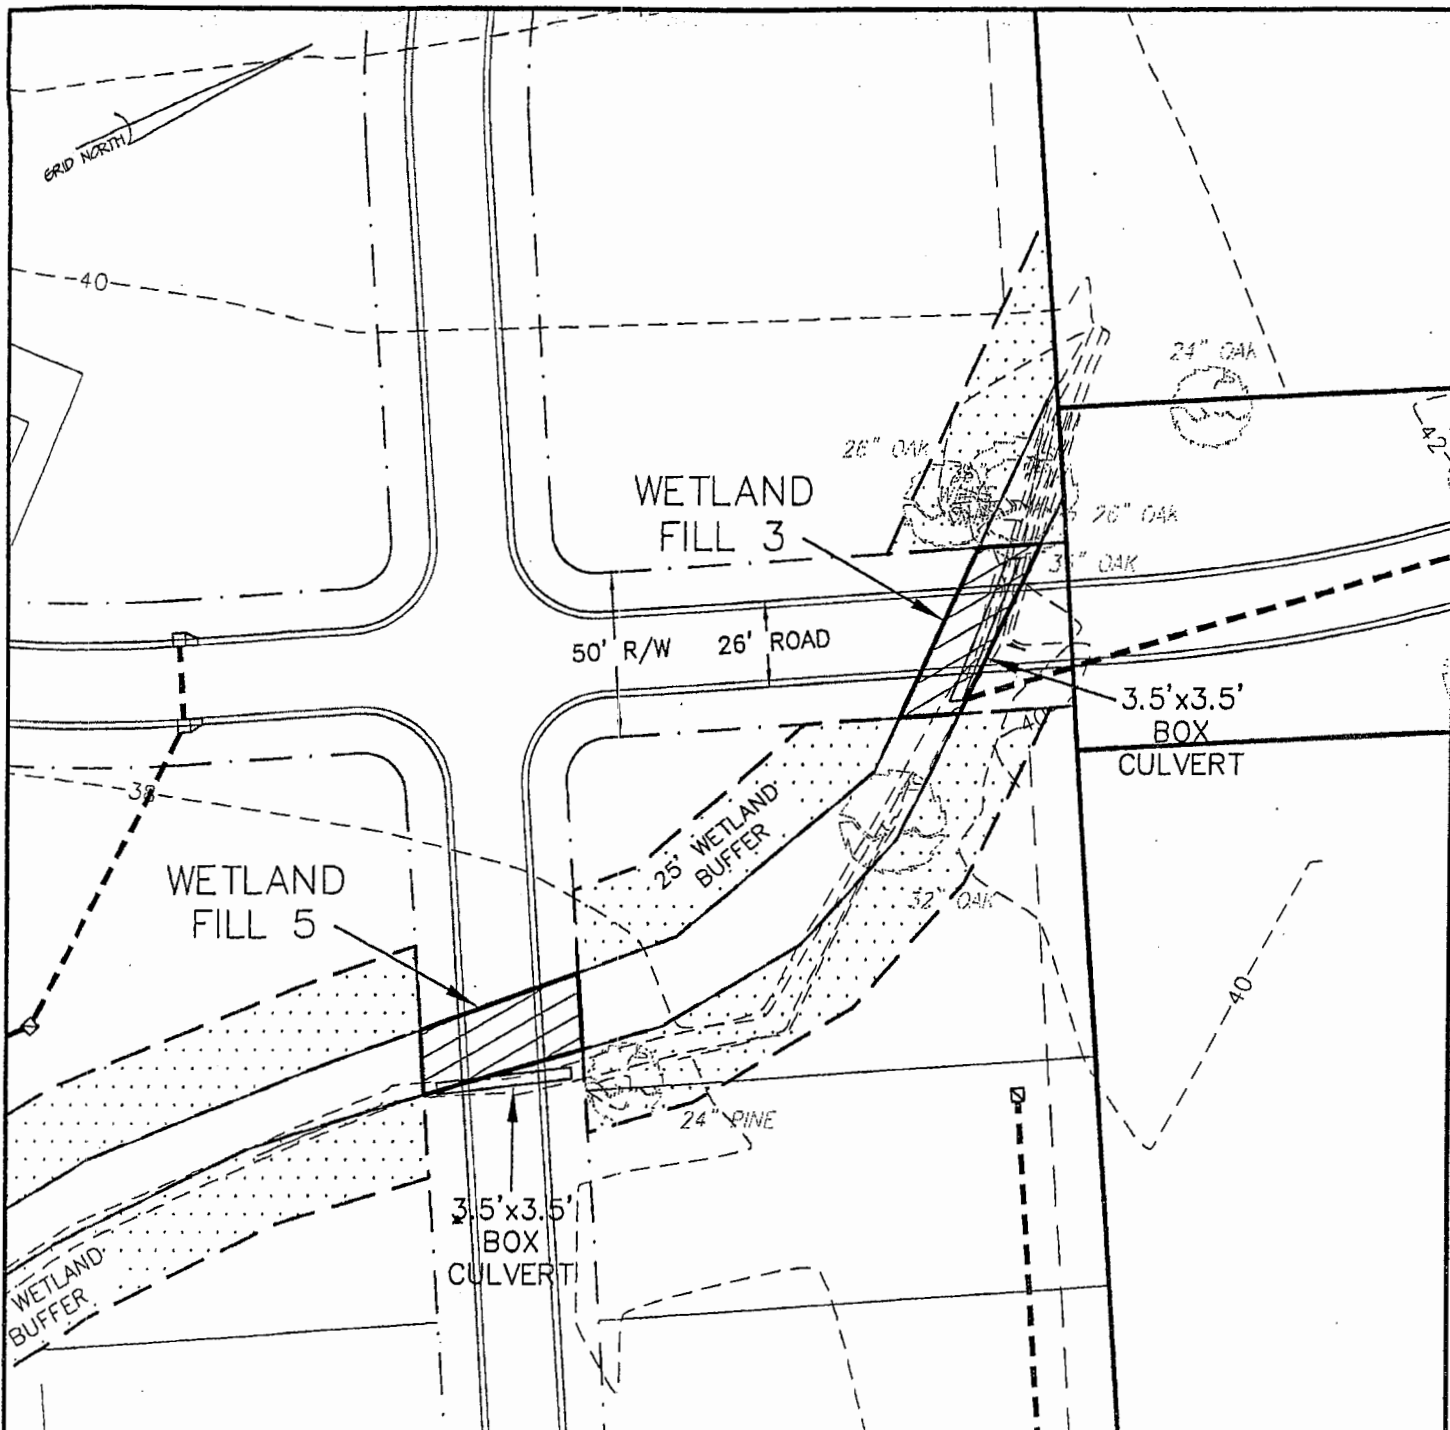 GRID NORTH
40
24" OAK
42
26" OAK
WETLAND
FILL 3
26" OAK
OAK
50' R/W
26' ROAD
3.5'x3.5'
BOX
CULVERT
40
38
25' WETLAND
BUFFER
WETLAND
FILL 5
32" OAK
40
24" PINE
3.5'x3.5'
BOX
CULVERT
WETLAND
BUFFER